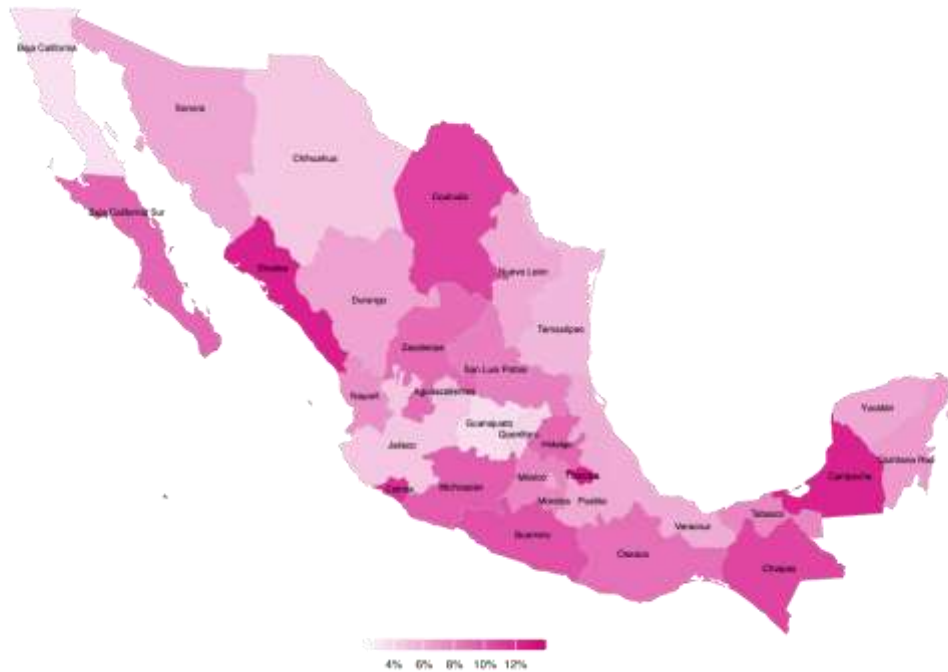 Baja California
Sonora
Chihuahua
Coahuila
Baja California Sur
Sinaloa
Nuevo León
Durango
Tamaulipas
Zacatecas
San Luis Potosí
Nayarit
Aguascalientes
Yucatán
Guanajuato
Querétaro
Jalisco
Hidalgo
Quintana Roo
México
Tlaxcala
Campeche
Colima
Michoacán
Morelos
Puebla
Tabasco
Veracruz
Guerrero
Oaxaca
Chiapas
4% 6% 8% 10% 12%